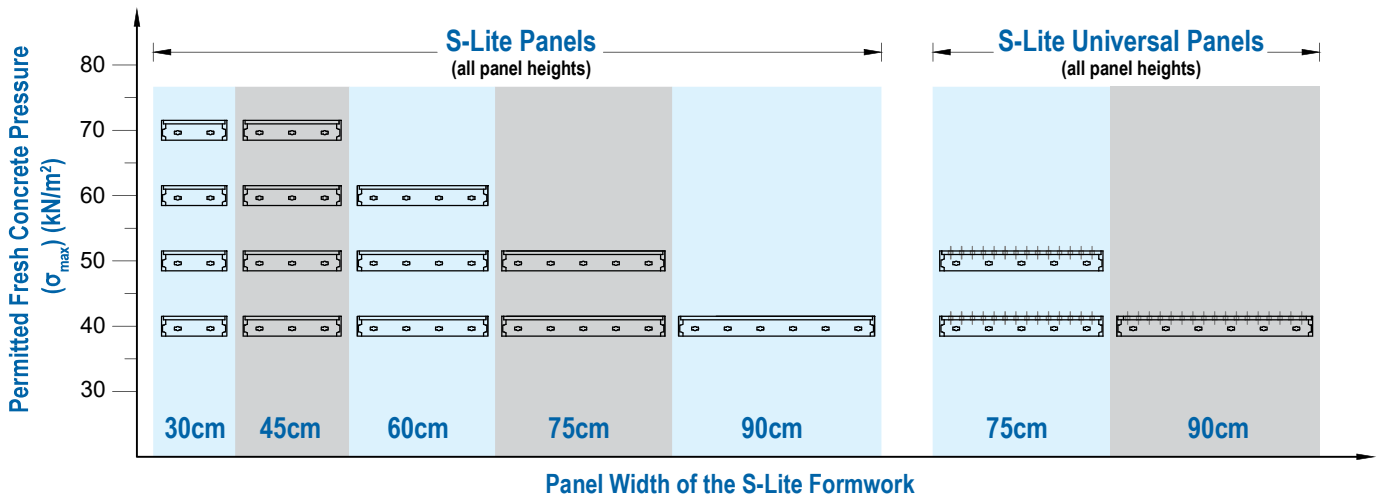 S-Lite Panels
(all panel heights)
S-Lite Universal Panels
(all panel heights)
Permitted Fresh Concrete Pressure
(σmax) (kN/m²)
80
70
60
50
40
30
30cm
45cm
60cm
75cm
90cm
75cm
90cm
Panel Width of the S-Lite Formwork